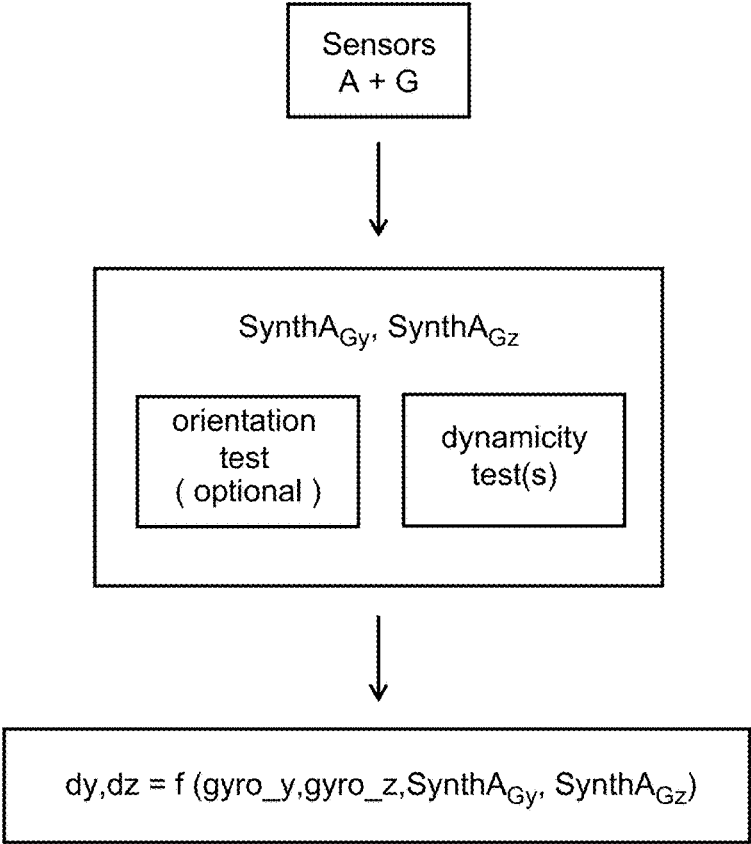 Sensors
A + G
SynthA_Gy, SynthA_Gz
orientation
test
( optional )
dynamicity
test(s)
dy,dz = f (gyro_y,gyro_z,SynthA_Gy, SynthA_Gz)